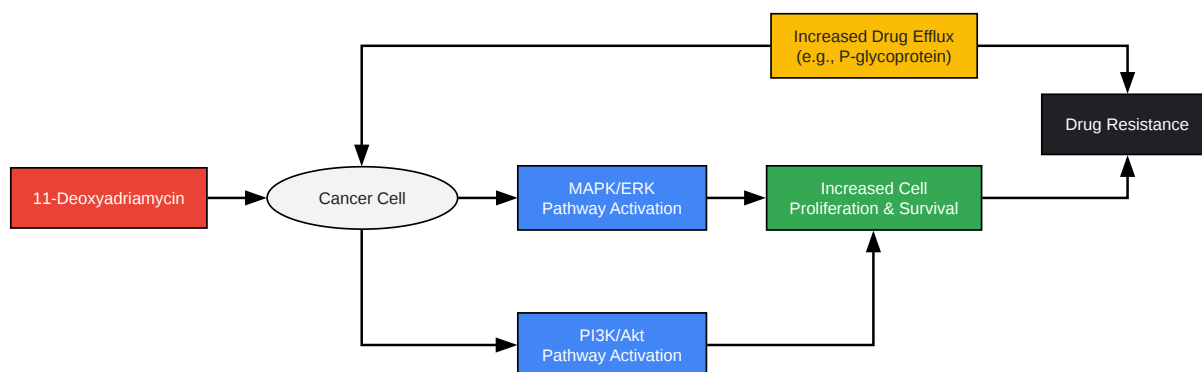 Increased Drug Efflux
(e.g., P-glycoprotein)
Drug Resistance
11-Deoxyadriamycin
Cancer Cell
MAPK/ERK
Pathway Activation
Increased Cell
Proliferation & Survival
PI3K/Akt
Pathway Activation